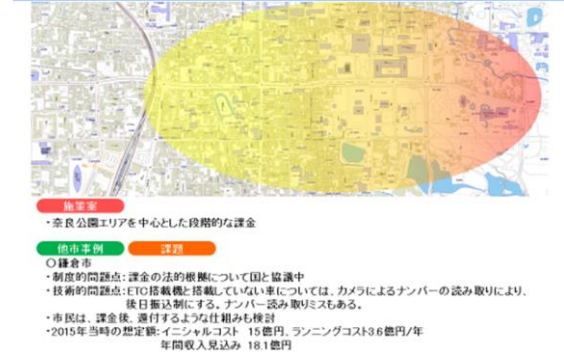 施策案
・奈良公園エリアを中心とした段階的な課金
他市事例 課題
○鎌倉市
・制度的問題点：課金の法的根拠について国と協議中
・技術的問題点：ETC搭載機と搭載していない車については、カメラによるナンバーの読み取りにより、
後日振込制にする。ナンバー読み取りミスもある。
・市民は、課金後、還付するような仕組みも検討
・2015年当時の想定額：イニシャルコスト 15億円、ランニングコスト3.6億円/年
年間収入見込み 18.1億円